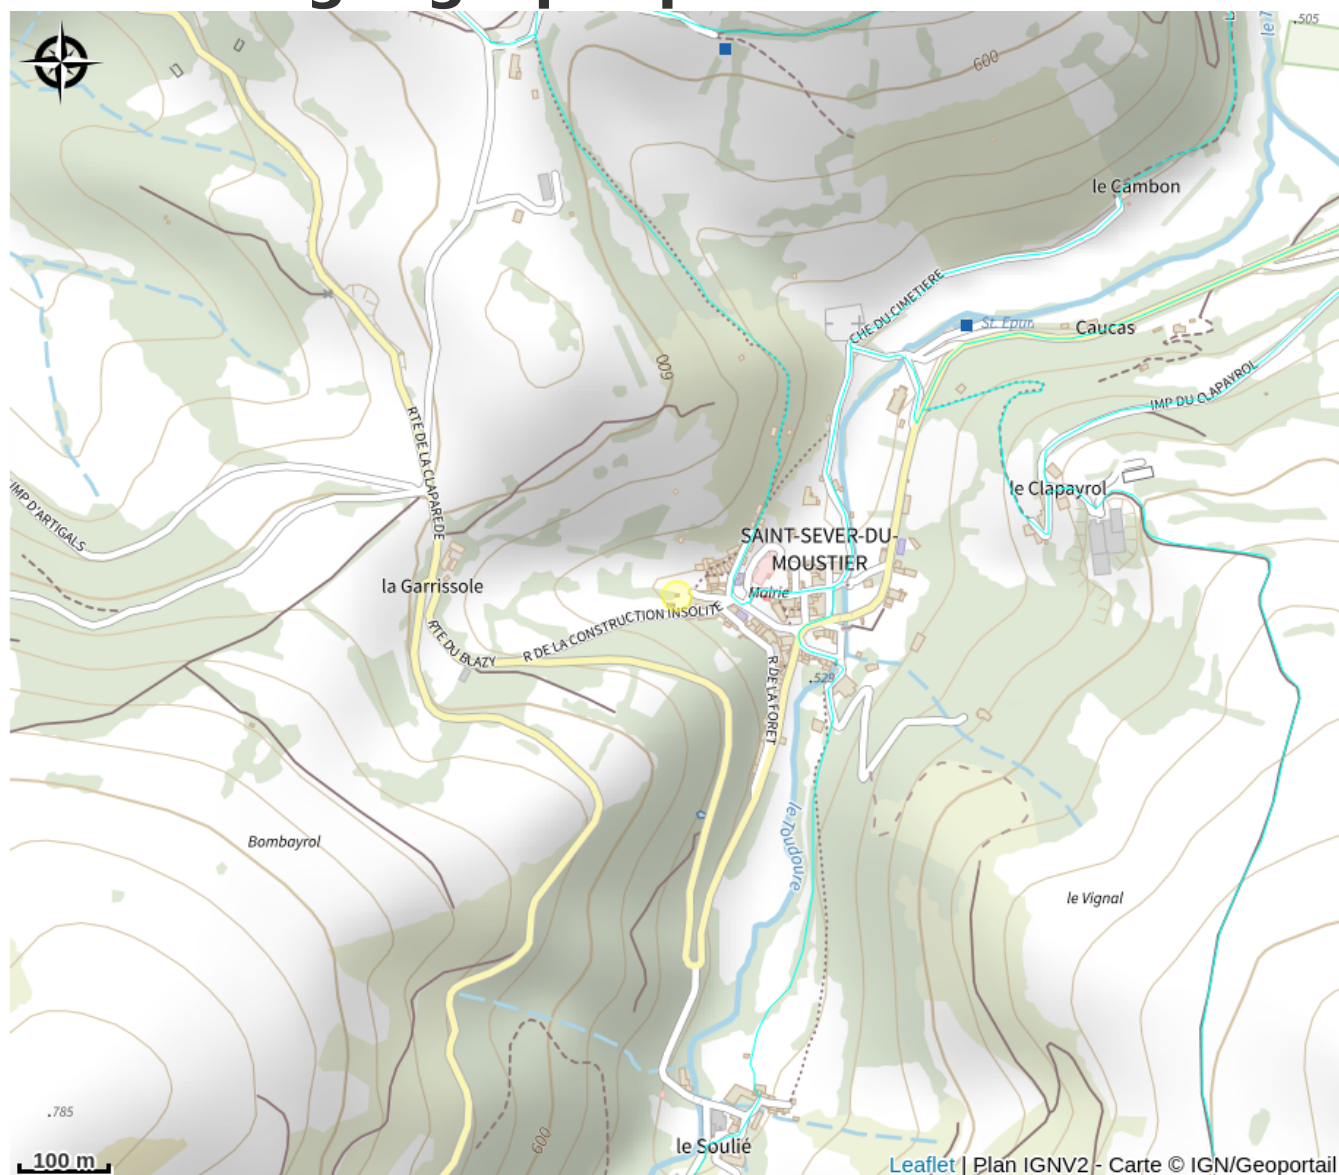 .505
600
le Cambon
CHE DU CIMETIERE
St. Epur.
Caucas
600
IMP DU CLAPAYROL
RTE DE LA CLAPAREDE
IMP D'ARTIGALS
le Clapayrol
SAINT-SEVER-DU-
MOUSTIER
la Garrissole
Mairie
R DE LA CONSTRUCTION INSOLITE
RTE DU BLAZY
R DE LA FORET
.529
le Toudoure
Bombayrol
le Vignal
.785
600
le Soulié
100 m
Leaflet | Plan IGNV2 - Carte © IGN/Geoportail